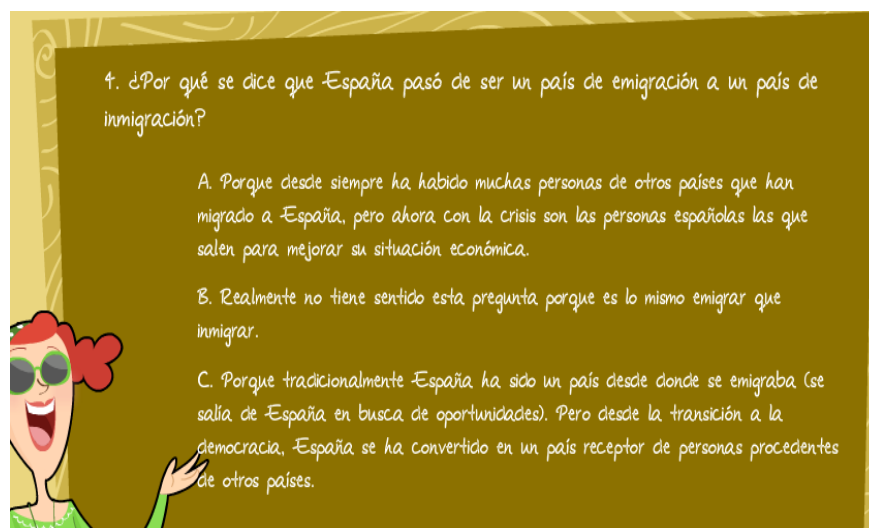 4. ¿Por qué se dice que España pasó de ser un país de emigración a un país de
inmigración?
A. Porque desde siempre ha habido muchas personas de otros países que han
migrado a España, pero ahora con la crisis son las personas españolas las que
salen para mejorar su situación económica.
B. Realmente no tiene sentido esta pregunta porque es lo mismo emigrar que
inmigrar.
C. Porque tradicionalmente España ha sido un país desde donde se emigraba (se
salía de España en busca de oportunidades). Pero desde la transición a la
democracia, España se ha convertido en un país receptor de personas procedentes
de otros países.